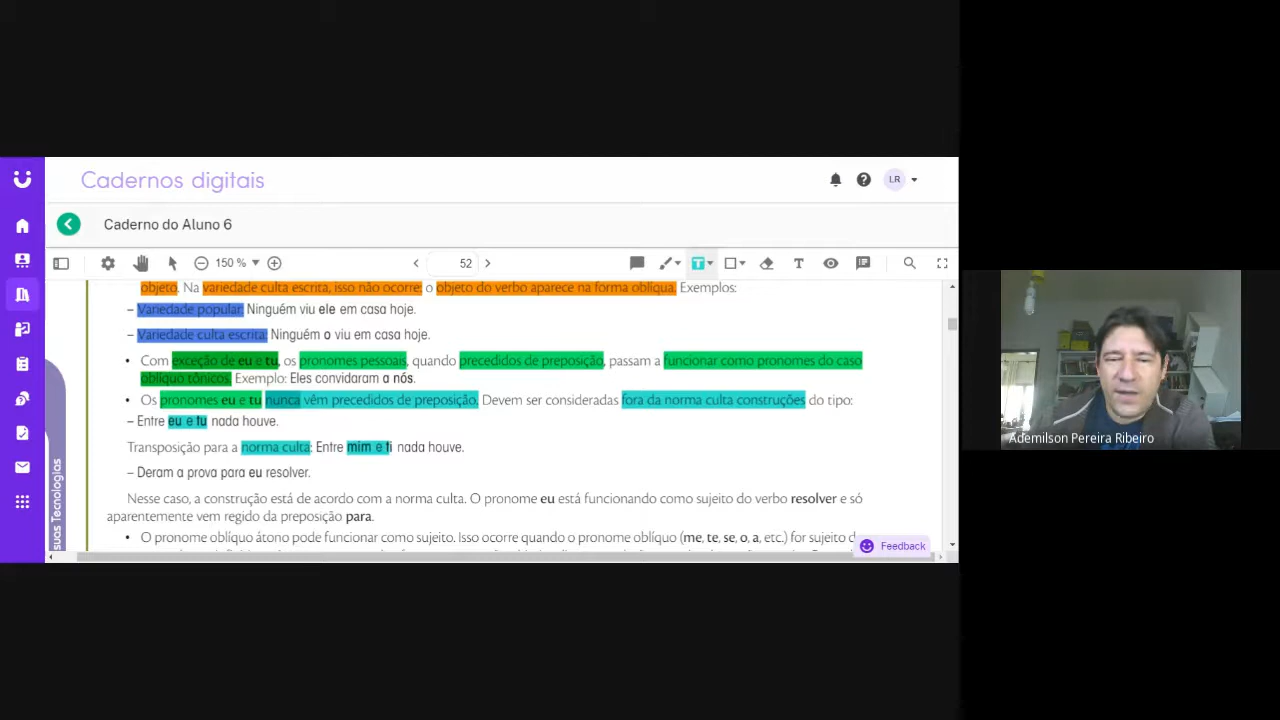 Cadernos digitais
LR
Caderno do Aluno 6
150 %
52
objeto. Na variedade culta escrita, isso não ocorre: o objeto do verbo aparece na forma oblíqua. Exemplos:
– Variedade popular: Ninguém viu ele em casa hoje.
– Variedade culta escrita: Ninguém o viu em casa hoje.
• Com exceção de eu e tu, os pronomes pessoais, quando precedidos de preposição, passam a funcionar como pronomes do caso
oblíquo tônicos. Exemplo: Eles convidaram a nós.
• Os pronomes eu e tu nunca vêm precedidos de preposição. Devem ser consideradas fora da norma culta construções do tipo:
– Entre eu e tu nada houve.
Transposição para a norma culta: Entre mim e ti nada houve.
– Deram a prova para eu resolver.
Nesse caso, a construção está de acordo com a norma culta. O pronome eu está funcionando como sujeito do verbo resolver e só
aparentemente vem regido da preposição para.
• O pronome oblíquo átono pode funcionar como sujeito. Isso ocorre quando o pronome oblíquo (me, te, se, o, a, etc.) for sujeito d
Feedback
suas Tecnologias
Ademilson Pereira Ribeiro